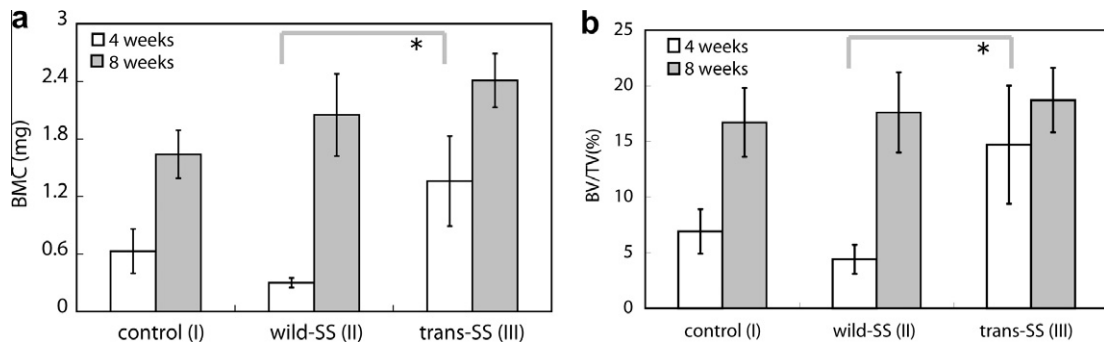 a
3
2.4
1.8
1.2
0.6
0
BMC (mg)
4 weeks
8 weeks
*
control (I) wild-SS (II) trans-SS (III)
b
25
20
15
10
5
0
BV/TV(%)
4 weeks
8 weeks
*
control (I) wild-SS (II) trans-SS (III)